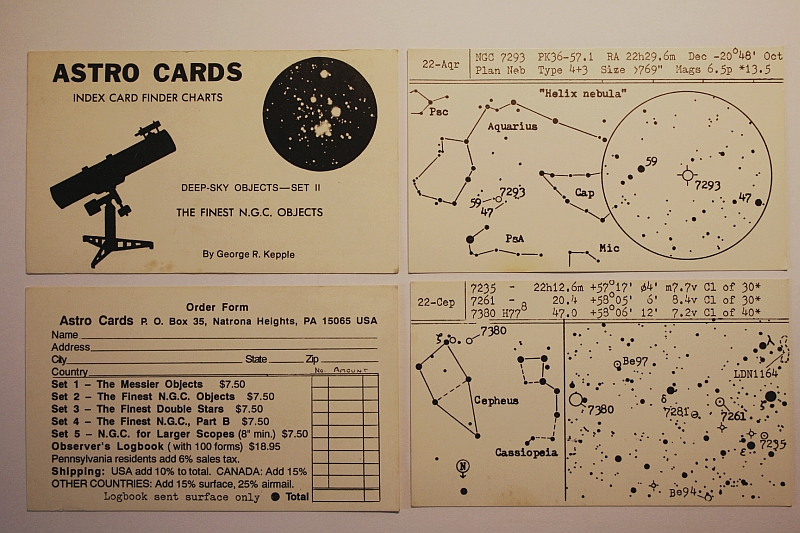 ASTRO CARDS
INDEX CARD FINDER CHARTS
DEEP-SKY OBJECTS—SET II
THE FINEST N.G.C. OBJECTS
By George R. Kepple
22-Aqr
NGC 7293 PK36-57.1 RA 22h29.6m Dec -20°48' Oct
Plan Neb Type 4+3 Size >769" Mags 6.5p *13.5
"Helix nebula"
Psc
Aquarius
59
7293
47
Cap
PsA
Mic
59
7293
47
Order Form
Astro Cards P. O. Box 35, Natrona Heights, PA 15065 USA
Name
Address
City State Zip
Country
No. Amount
Set 1 – The Messier Objects $7.50
Set 2 – The Finest N.G.C. Objects $7.50
Set 3 – The Finest Double Stars $7.50
Set 4 – The Finest N.G.C., Part B $7.50
Set 5 – N.G.C. for Larger Scopes (8" min.) $7.50
Observer's Logbook (with 100 forms) $18.95
Pennsylvania residents add 6% sales tax.
Shipping: USA add 10% to total. CANADA: Add 15%
OTHER COUNTRIES: Add 15% surface, 25% airmail.
Logbook sent surface only ● Total
22-Cep
7235 - 22h12.6m +57°17' ø4' m7.7v Cl of 30*
7261 - 20.4 +58°05' 6' 8.4v Cl of 30*
7380 H77⁸ 47.0 +58°06' 12' 7.2v Cl of 40*
ζ
7380
Cepheus
Cassiopeia
N
Be97
LDN1164
δ
7380
7281
7261
ζ
ε
7235
Be94